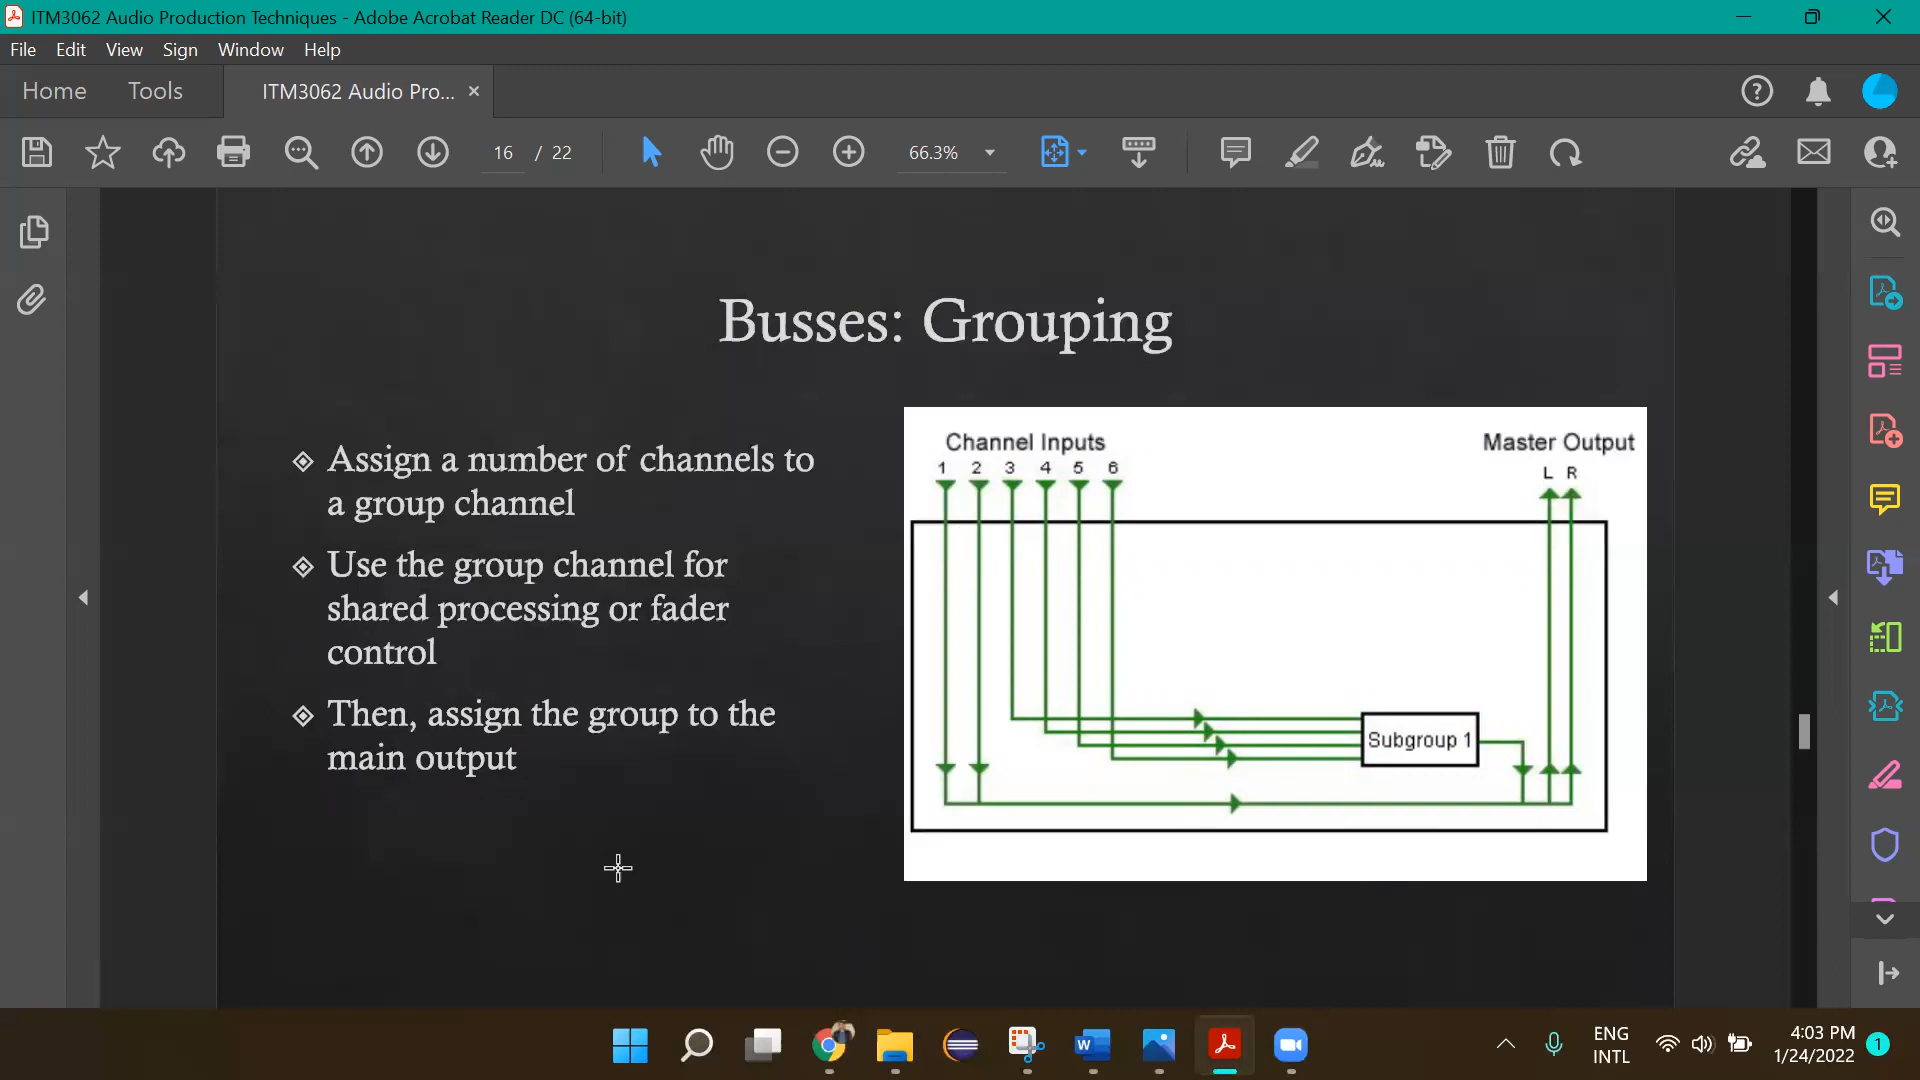 ITM3062 Audio Production Techniques - Adobe Acrobat Reader DC (64-bit)
File Edit View Sign Window Help
Home Tools ITM3062 Audio Pro...
16 / 22 66.3%
Busses: Grouping
Assign a number of channels to
a group channel
Use the group channel for
shared processing or fader
control
Then, assign the group to the
main output
Channel Inputs
1 2 3 4 5 6
Master Output
L R
Subgroup 1
ENG
INTL
4:03 PM
1/24/2022
1